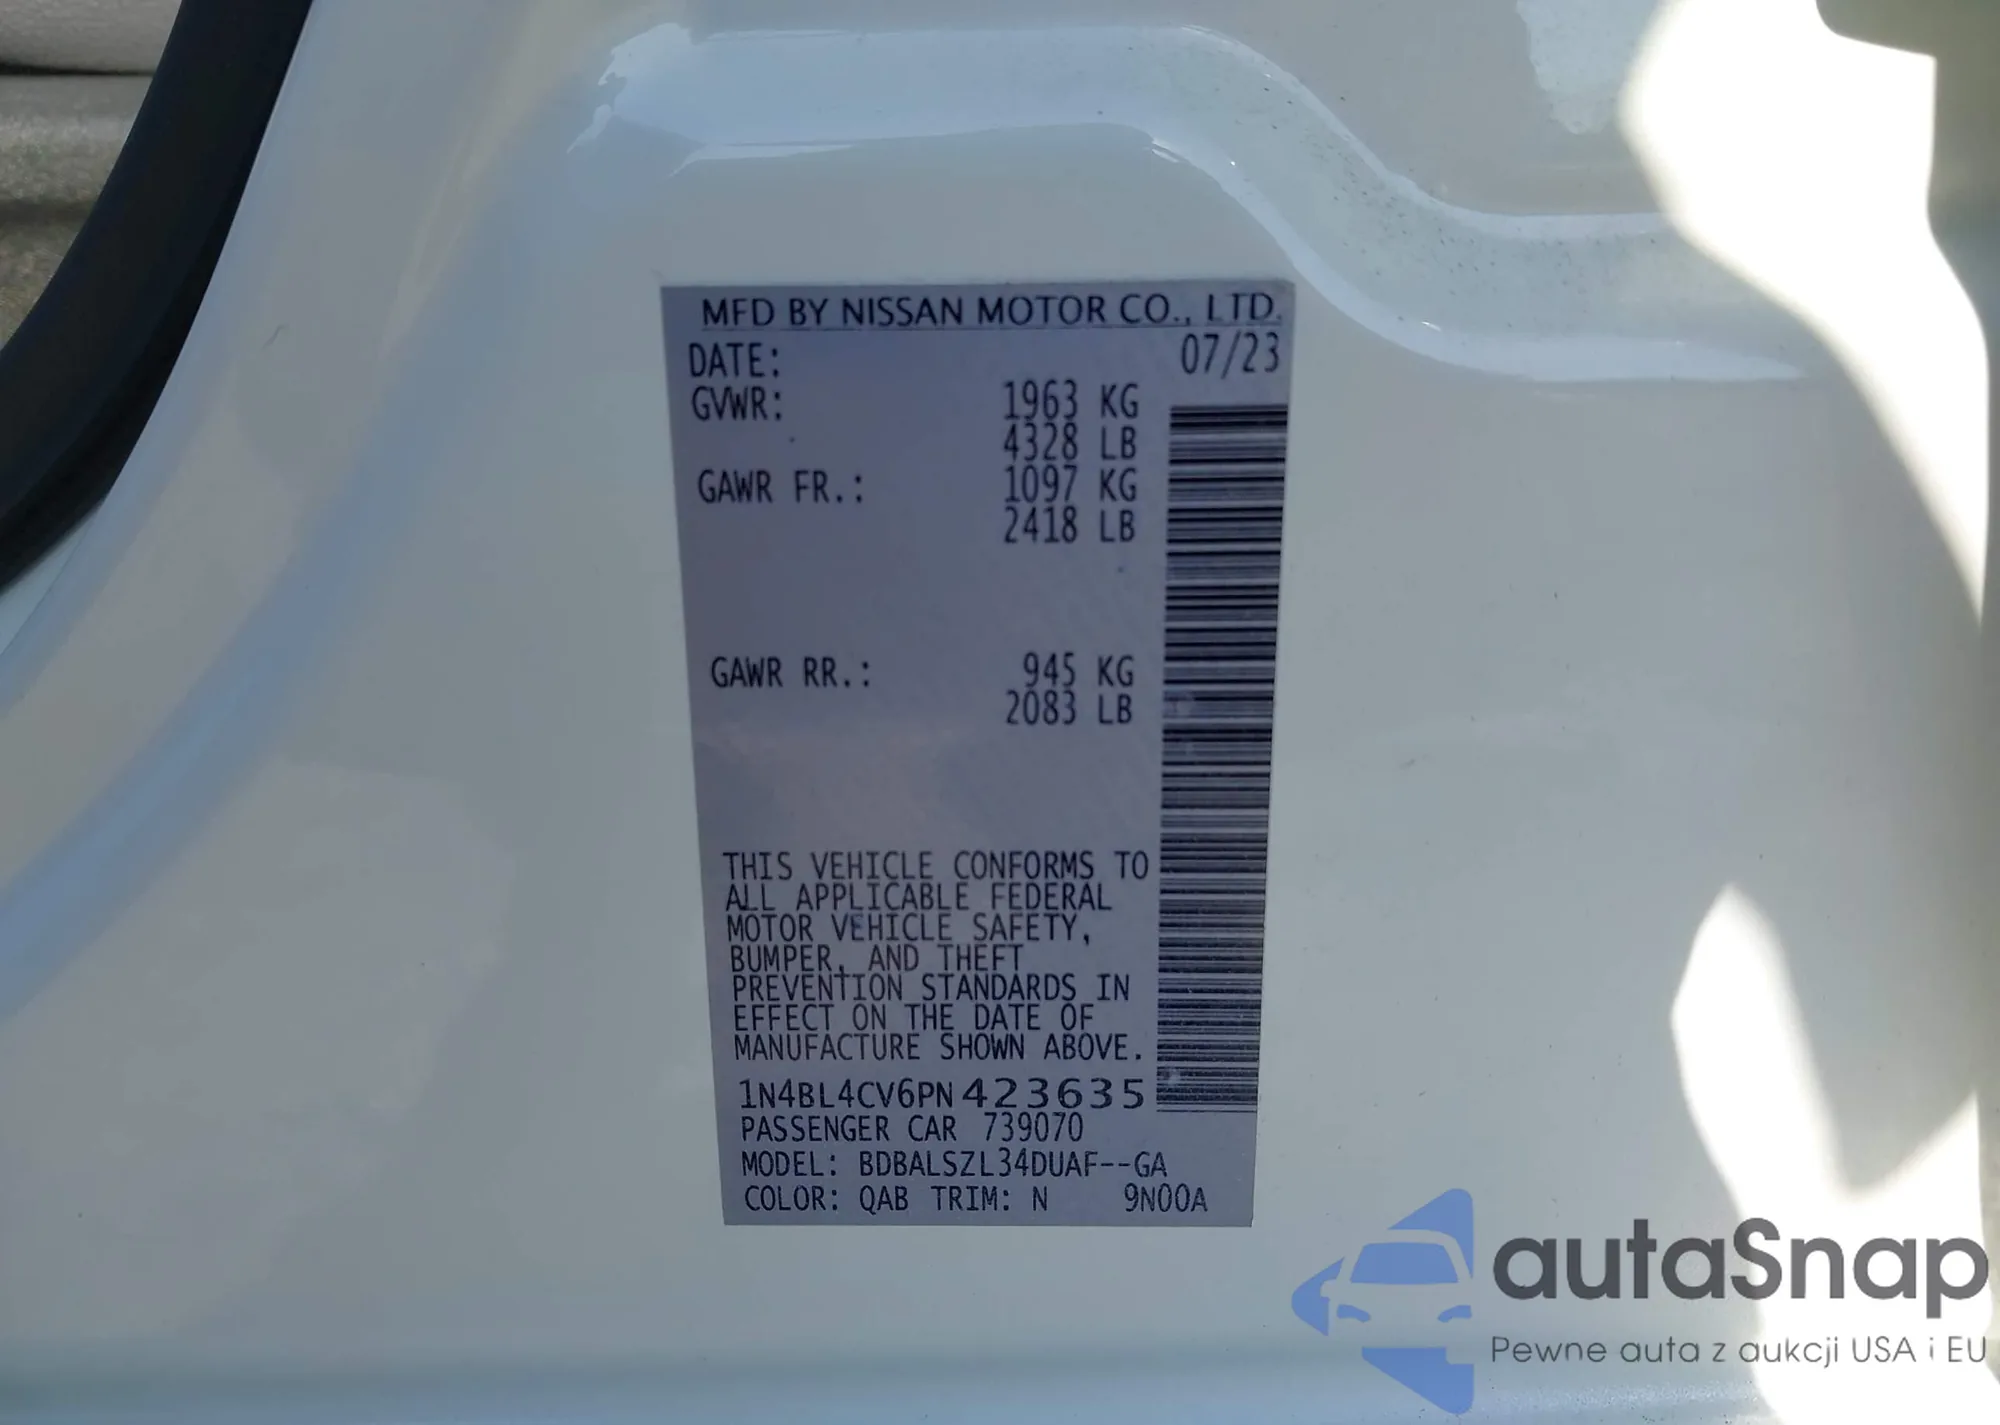 MFD BY NISSAN MOTOR CO., LTD.
DATE: 07/23
GVWR: 1963 KG
4328 LB
GAWR FR.: 1097 KG
2418 LB
GAWR RR.: 945 KG
2083 LB
THIS VEHICLE CONFORMS TO
ALL APPLICABLE FEDERAL
MOTOR VEHICLE SAFETY,
BUMPER, AND THEFT
PREVENTION STANDARDS IN
EFFECT ON THE DATE OF
MANUFACTURE SHOWN ABOVE.
1N4BL4CV6PN423635
PASSENGER CAR 739070
MODEL: BDBALSZL34DUAF--GA
COLOR: QAB TRIM: N 9N00A
autaSnap
Pewne auta z aukcji USA i EU